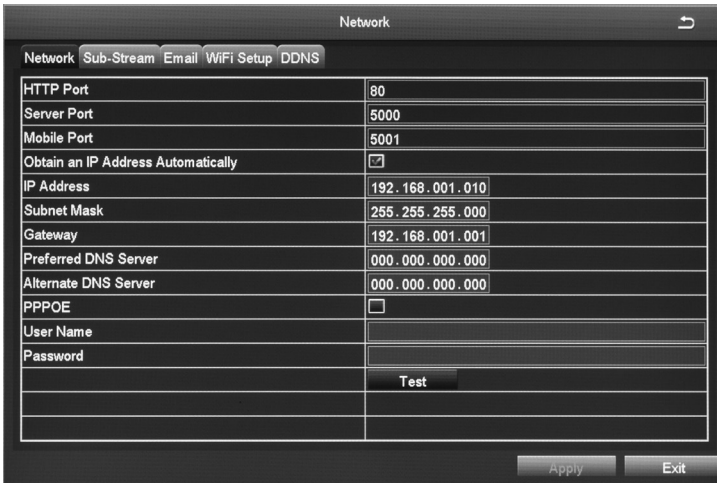 Network
Network Sub-Stream Email WiFi Setup DDNS
HTTP Port 80
Server Port 5000
Mobile Port 5001
Obtain an IP Address Automatically
IP Address 192.168.001.010
Subnet Mask 255.255.255.000
Gateway 192.168.001.001
Preferred DNS Server 000.000.000.000
Alternate DNS Server 000.000.000.000
PPPOE
User Name
Password
Test
Apply Exit